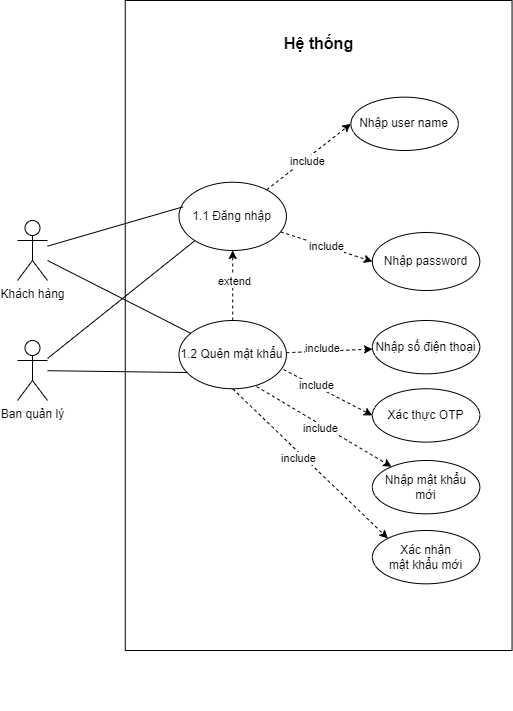 Hệ thống
Nhập user name
include
1.1 Đăng nhập
include
Nhập password
Khách hàng
extend
1.2 Quên mật khẩu
include
Nhập số điện thoại
include
Xác thực OTP
Ban quản lý
include
Nhập mật khẩu
mới
include
Xác nhận
mật khẩu mới